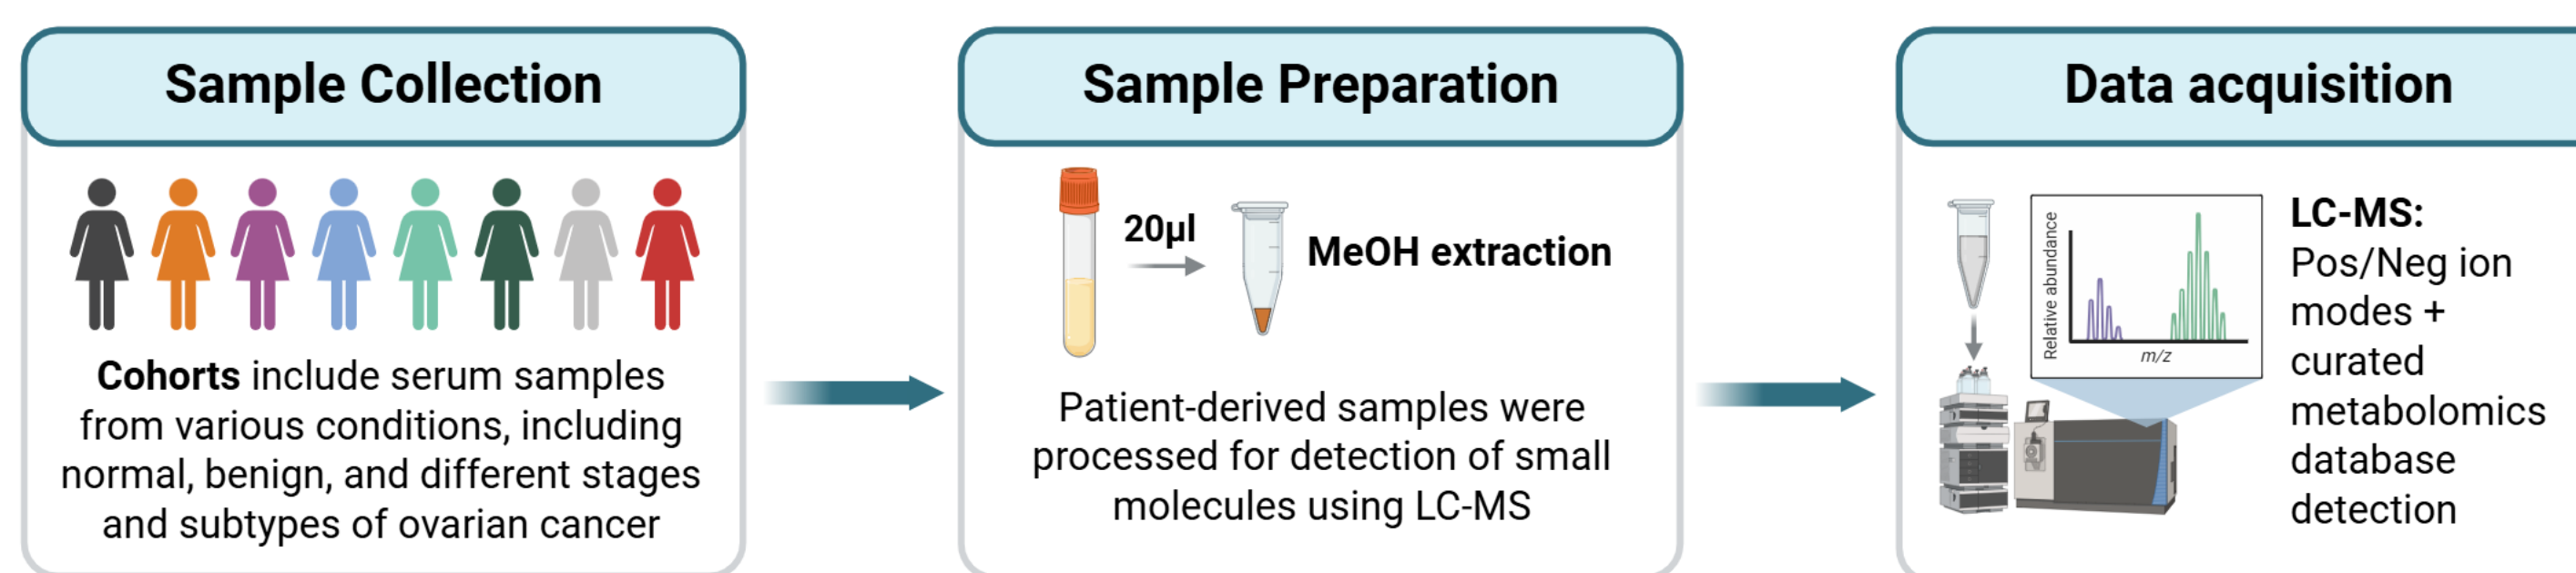 Sample Collection
Cohorts include serum samples
from various conditions, including
normal, benign, and different stages
and subtypes of ovarian cancer
Sample Preparation
20µl
MeOH extraction
Patient-derived samples were
processed for detection of small
molecules using LC-MS
Data acquisition
Relative abundance
m/z
LC-MS:
Pos/Neg ion
modes +
curated
metabolomics
database
detection